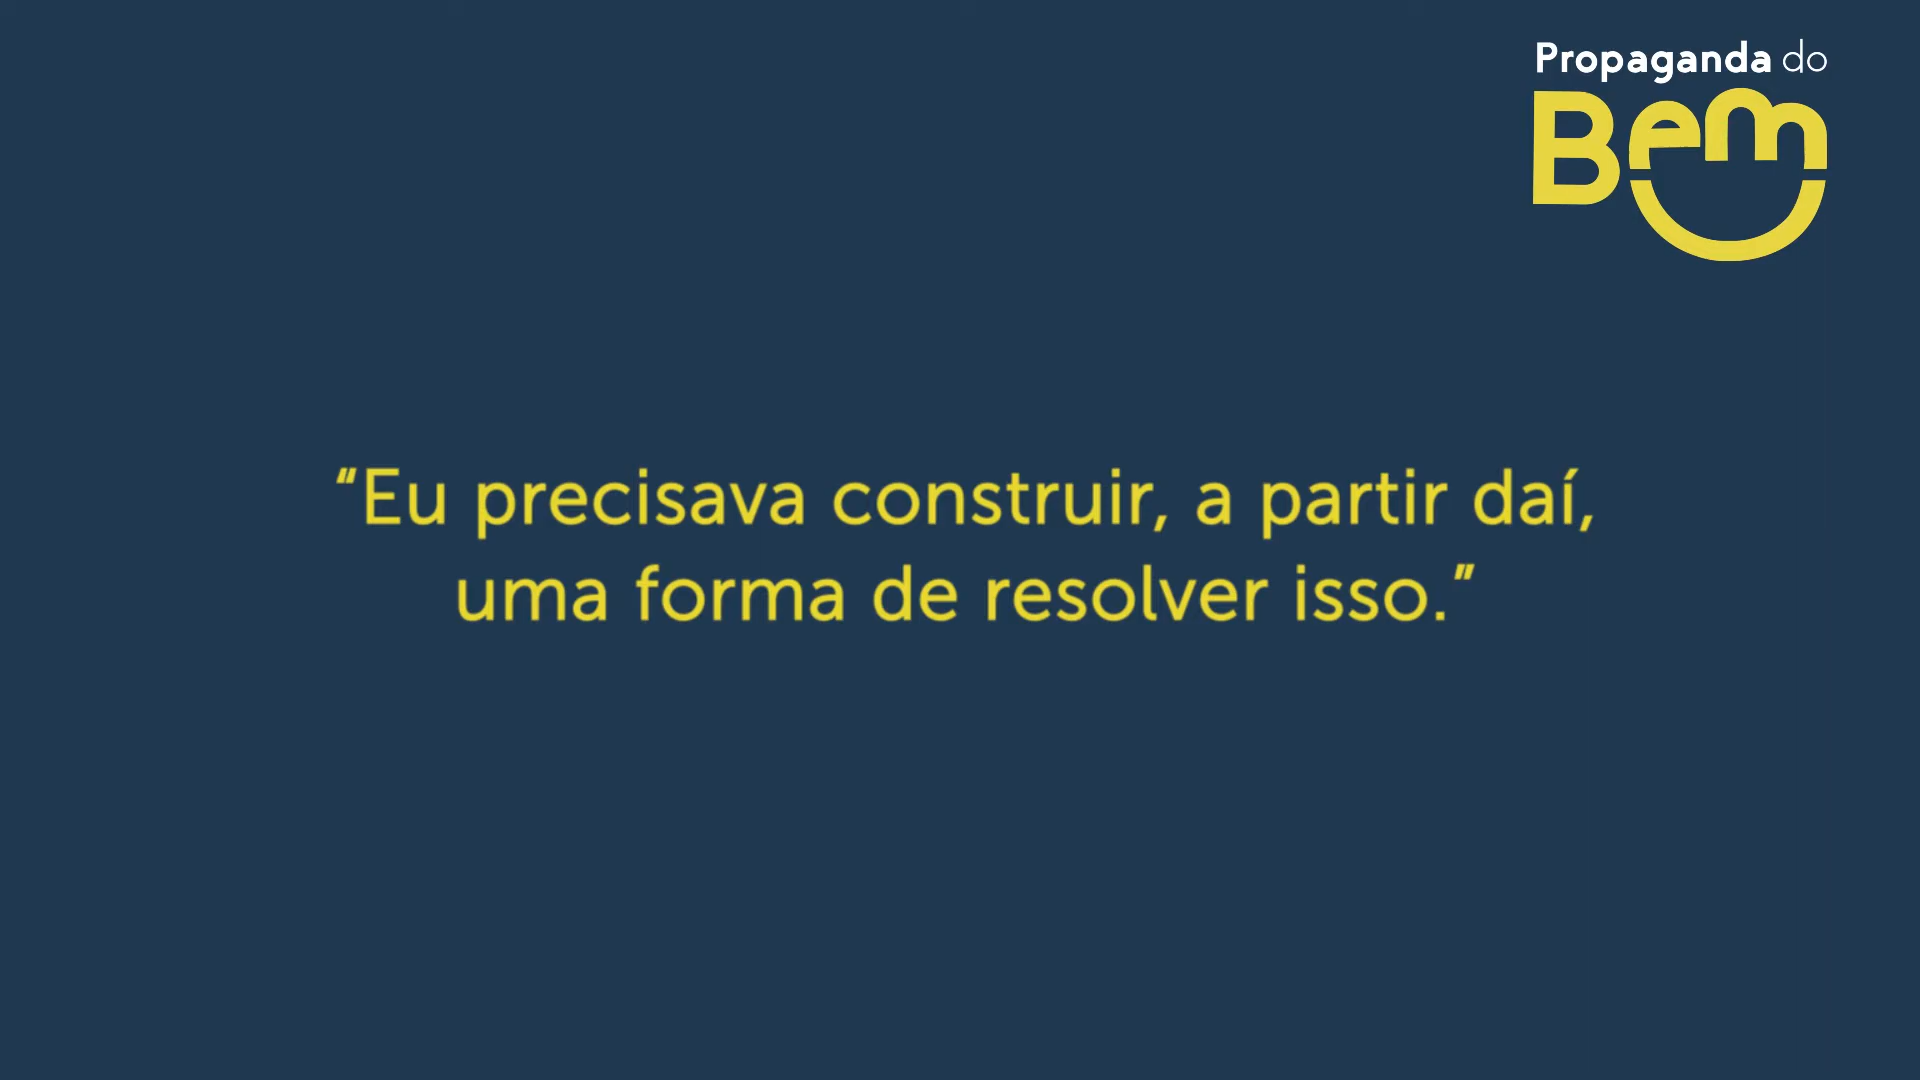 Propaganda do
Bem
“Eu precisava construir, a partir daí,
uma forma de resolver isso.”